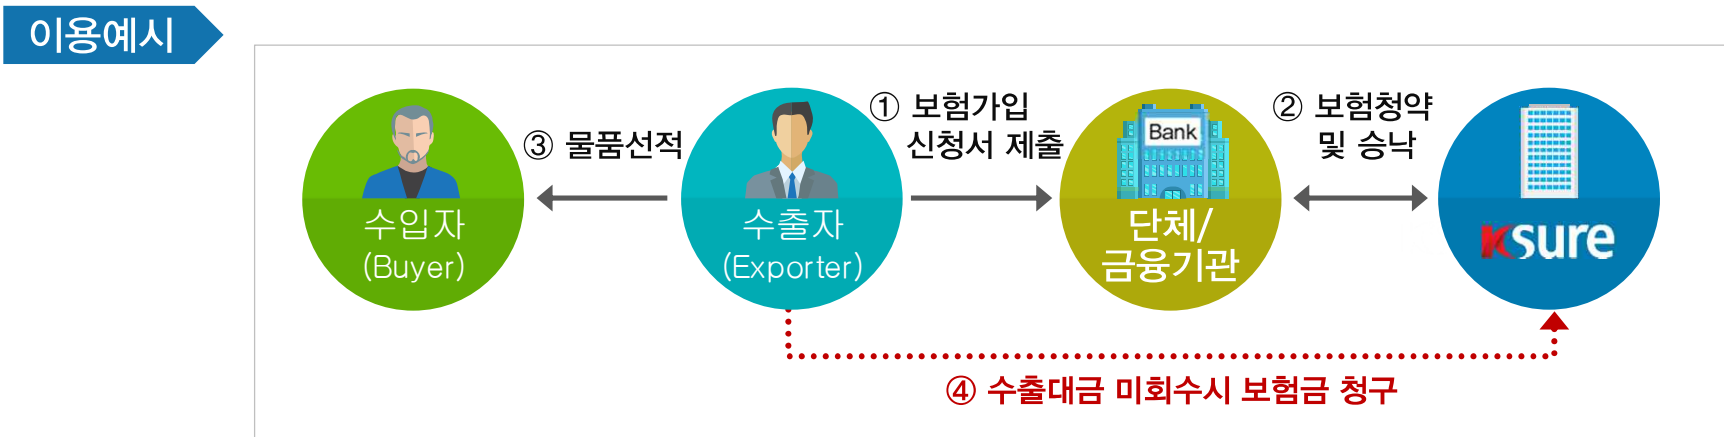 이용예시
① 보험가입
신청서 제출
② 보험청약
및 승낙
③ 물품선적
Bank
수입자
(Buyer)
수출자
(Exporter)
단체/
금융기관
Ksure
④ 수출대금 미회수시 보험금 청구